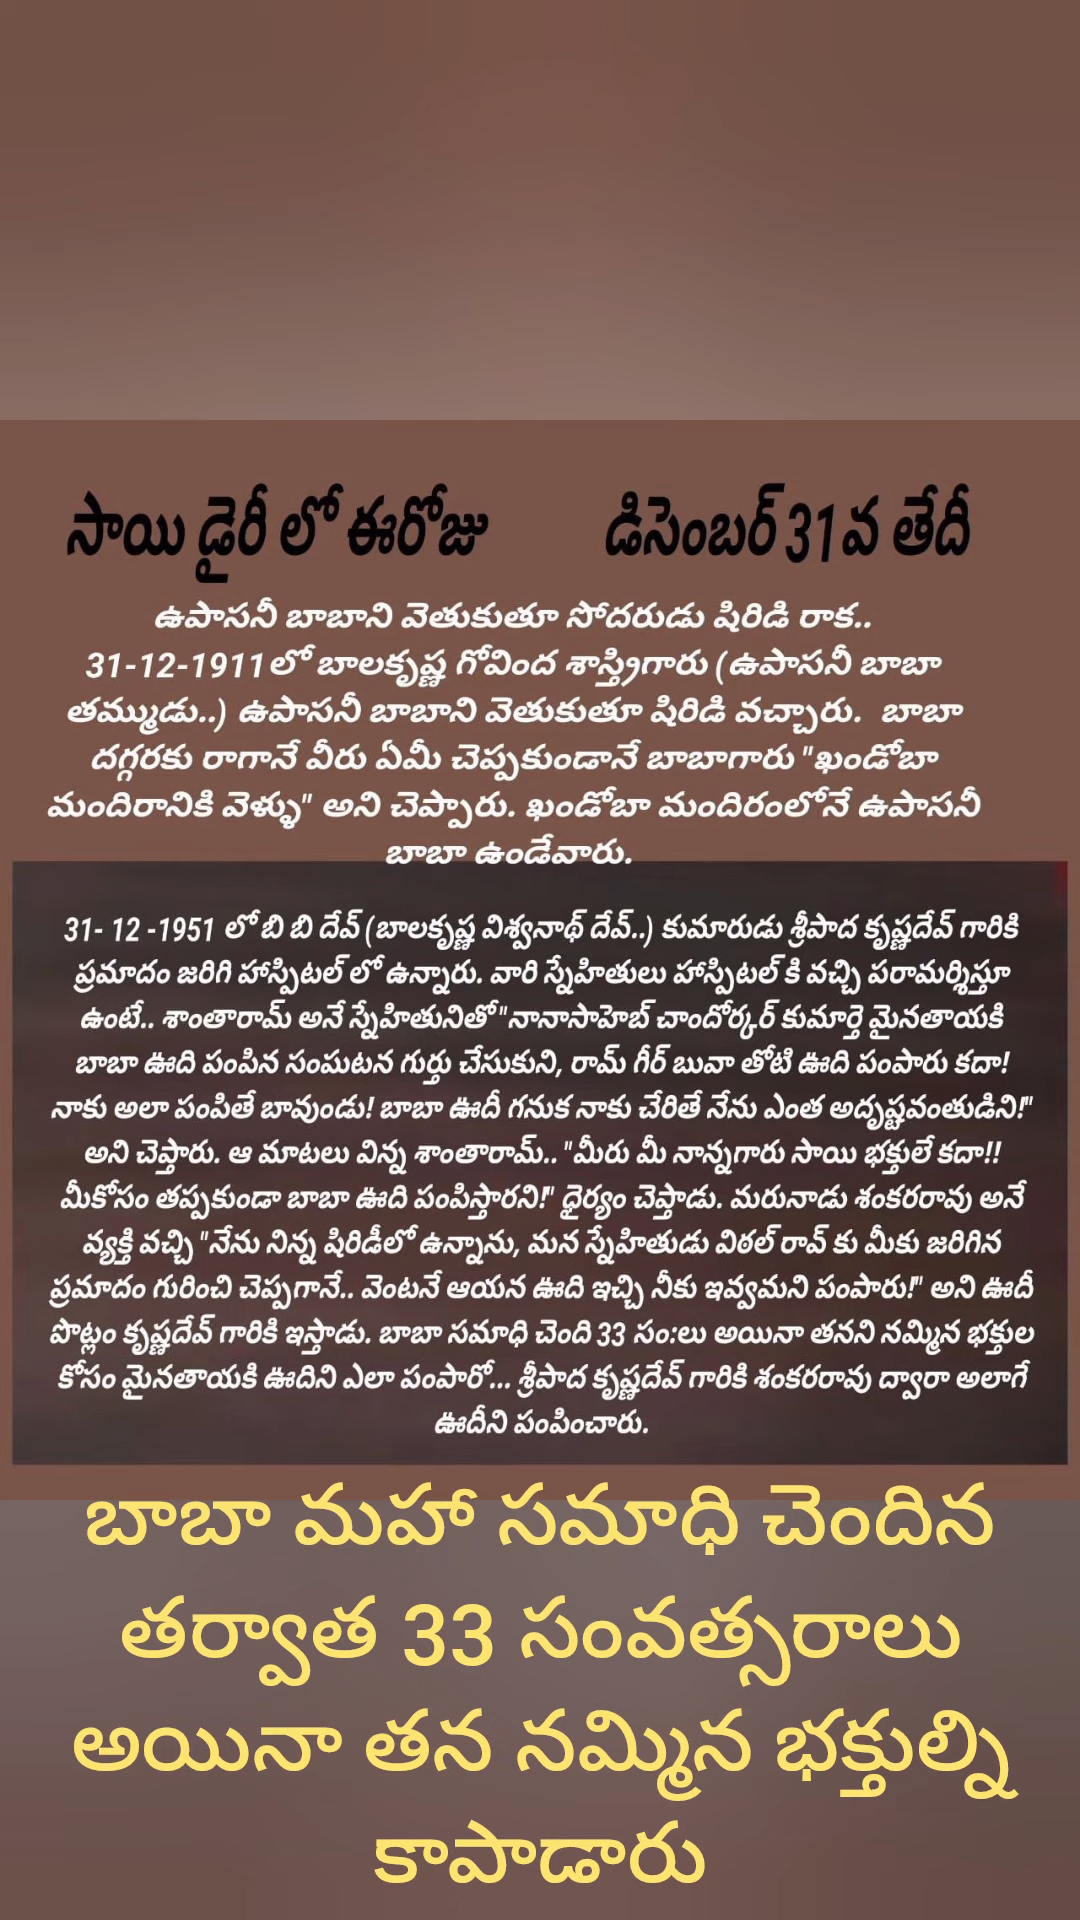 సాయి డైరీ లో ఈరోజు డిసెంబర్ 31వ తేదీ
ఉపాసనీ బాబాని వెతుకుతూ సోదరుడు షిరిడి రాక..
31-12-1911లో బాలకృష్ణ గోవింద శాస్త్రిగారు (ఉపాసనీ బాబా
తమ్ముడు..) ఉపాసనీ బాబాని వెతుకుతూ షిరిడి వచ్చారు. బాబా
దగ్గరకు రాగానే వీరు ఏమీ చెప్పకుండానే బాబాగారు "ఖండోబా
మందిరానికి వెళ్ళు" అని చెప్పారు. ఖండోబా మందిరంలోనే ఉపాసనీ
బాబా ఉండేవారు.
31- 12 -1951 లో బి బి దేవ్ (బాలకృష్ణ విశ్వనాథ్ దేవ్..) కుమారుడు శ్రీపాద కృష్ణదేవ్ గారికి
ప్రమాదం జరిగి హాస్పిటల్ లో ఉన్నారు. వారి స్నేహితులు హాస్పిటల్ కి వచ్చి పరామర్శిస్తూ
ఉంటే.. శాంతారామ్ అనే స్నేహితునితో "నానాసాహెబ్ చాందోర్కర్ కుమార్తె మైనతాయకి
బాబా ఊది పంపిన సంఘటన గుర్తు చేసుకుని, రామ్ గీర్ బువా తోటి ఊది పంపారు కదా!
నాకు అలా పంపితే బావుండు! బాబా ఊదీ గనుక నాకు చేరితే నేను ఎంత అదృష్టవంతుడిని!"
అని చెప్తారు. ఆ మాటలు విన్న శాంతారామ్.. "మీరు మీ నాన్నగారు సాయి భక్తులే కదా!!
మీకోసం తప్పకుండా బాబా ఊది పంపిస్తారని!" ధైర్యం చెప్తాడు. మరునాడు శంకరరావు అనే
వ్యక్తి వచ్చి "నేను నిన్న షిరిడీలో ఉన్నాను, మన స్నేహితుడు విఠల్ రావ్ కు మీకు జరిగిన
ప్రమాదం గురించి చెప్పగానే.. వెంటనే ఆయన ఊది ఇచ్చి నీకు ఇవ్వమని పంపారు!" అని ఊదీ
పొట్లం కృష్ణదేవ్ గారికి ఇస్తాడు. బాబా సమాధి చెంది 33 సం:లు అయినా తనని నమ్మిన భక్తుల
కోసం మైనతాయకి ఊదిని ఎలా పంపారో... శ్రీపాద కృష్ణదేవ్ గారికి శంకరరావు ద్వారా అలాగే
ఊదీని పంపించారు.
బాబా మహా సమాధి చెందిన
తర్వాత 33 సంవత్సరాలు
అయినా తన నమ్మిన భక్తుల్ని
కాపాడారు